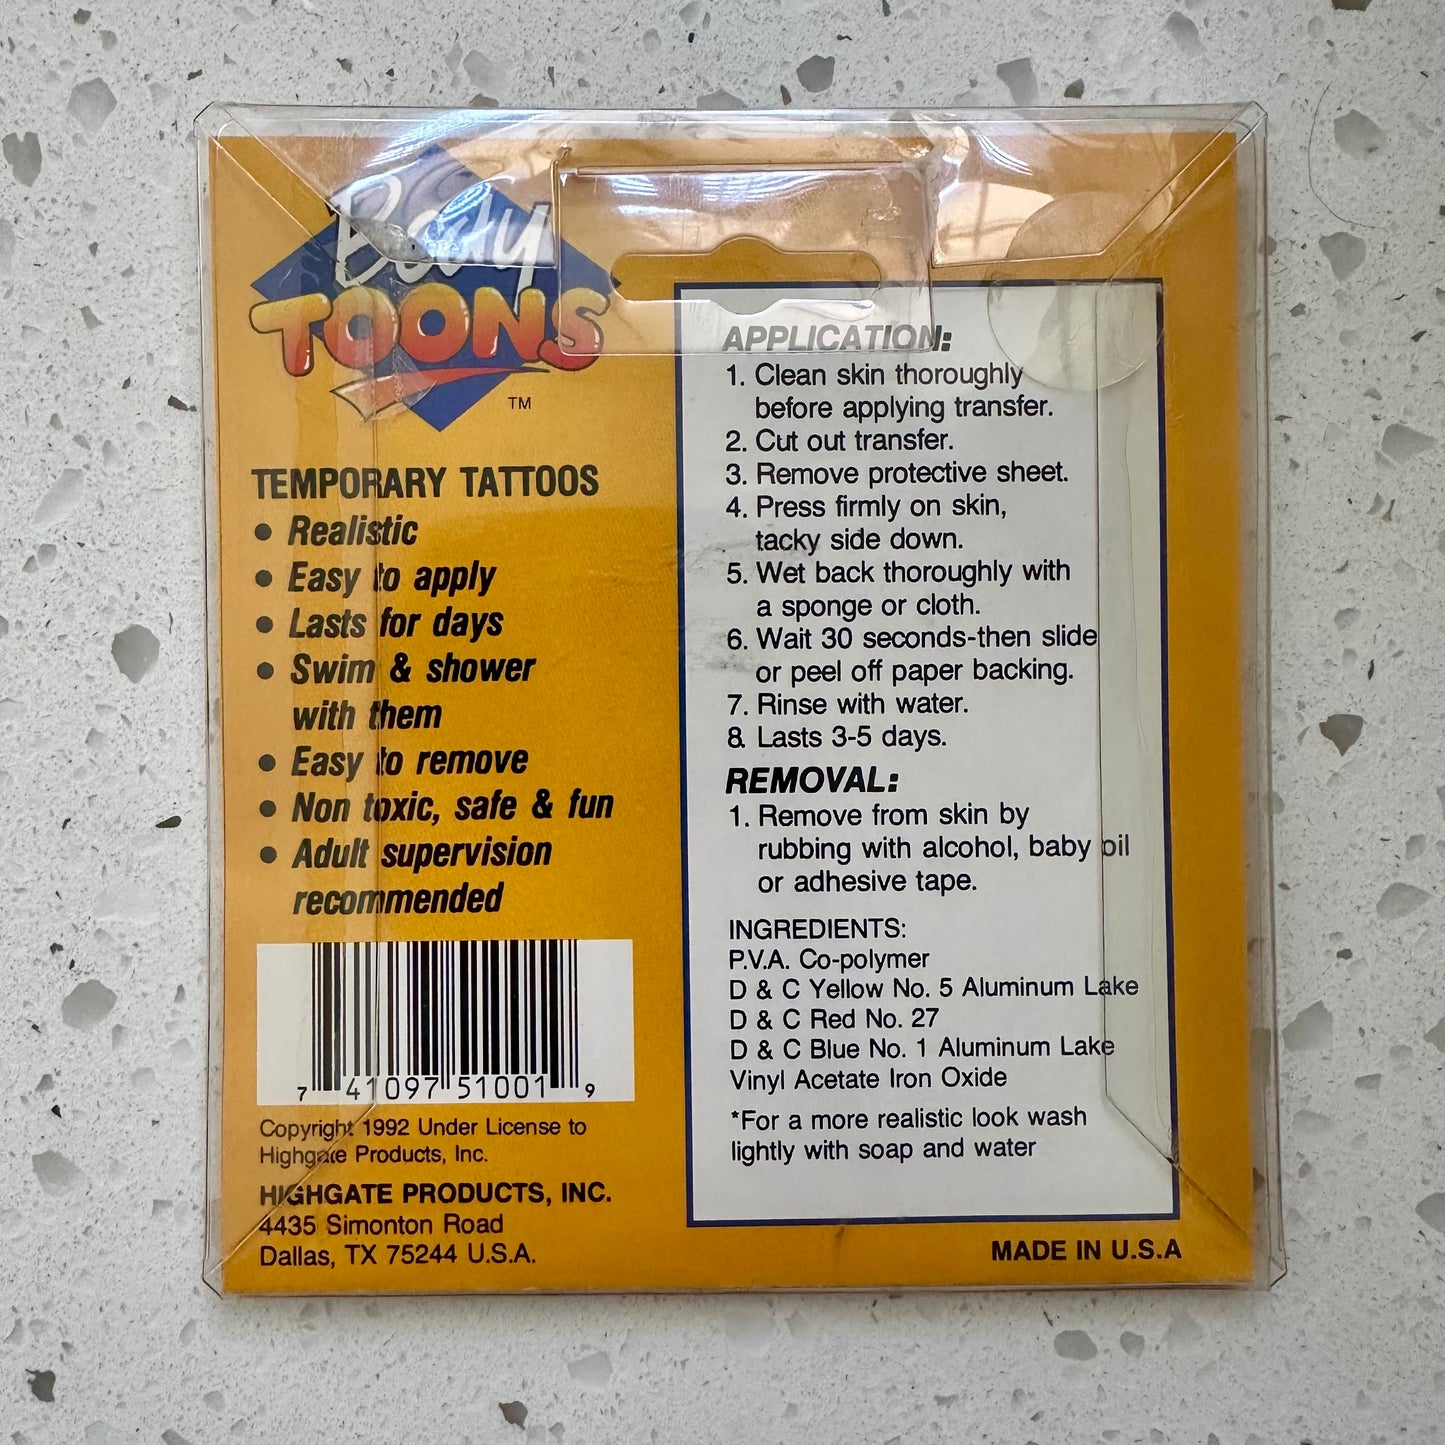 Body
TOONS
TM
TEMPORARY TATTOOS
• Realistic
• Easy to apply
• Lasts for days
• Swim & shower
with them
• Easy to remove
• Non toxic, safe & fun
• Adult supervision
recommended
7 41097 51001 9
Copyright 1992 Under License to
Highgate Products, Inc.
HIGHGATE PRODUCTS, INC.
4435 Simonton Road
Dallas, TX 75244 U.S.A.
APPLICATION:
1. Clean skin thoroughly
before applying transfer.
2. Cut out transfer.
3. Remove protective sheet.
4. Press firmly on skin,
tacky side down.
5. Wet back thoroughly with
a sponge or cloth.
6. Wait 30 seconds-then slide
or peel off paper backing.
7. Rinse with water.
8. Lasts 3-5 days.
REMOVAL:
1. Remove from skin by
rubbing with alcohol, baby oil
or adhesive tape.
INGREDIENTS:
P.V.A. Co-polymer
D & C Yellow No. 5 Aluminum Lake
D & C Red No. 27
D & C Blue No. 1 Aluminum Lake
Vinyl Acetate Iron Oxide
*For a more realistic look wash
lightly with soap and water
MADE IN U.S.A